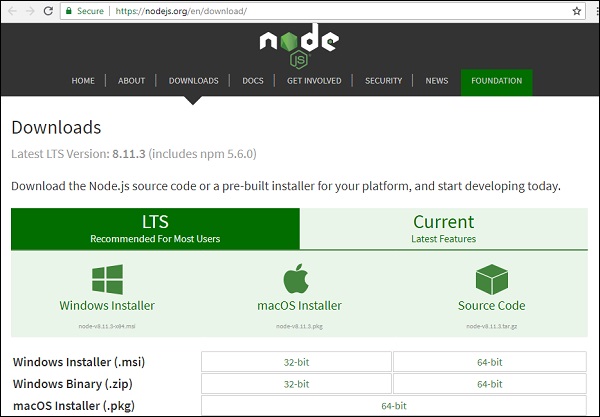 Secure https://nodejs.org/en/download/
node
JS
HOME ABOUT DOWNLOADS DOCS GET INVOLVED SECURITY NEWS FOUNDATION
Downloads
Latest LTS Version: 8.11.3 (includes npm 5.6.0)
Download the Node.js source code or a pre-built installer for your platform, and start developing today.
LTS
Recommended For Most Users
Current
Latest Features
Windows Installer
node-v8.11.3-x64.msi
macOS Installer
node-v8.11.3.pkg
Source Code
node-v8.11.3.tar.gz
Windows Installer (.msi) 32-bit 64-bit
Windows Binary (.zip) 32-bit 64-bit
macOS Installer (.pkg) 64-bit